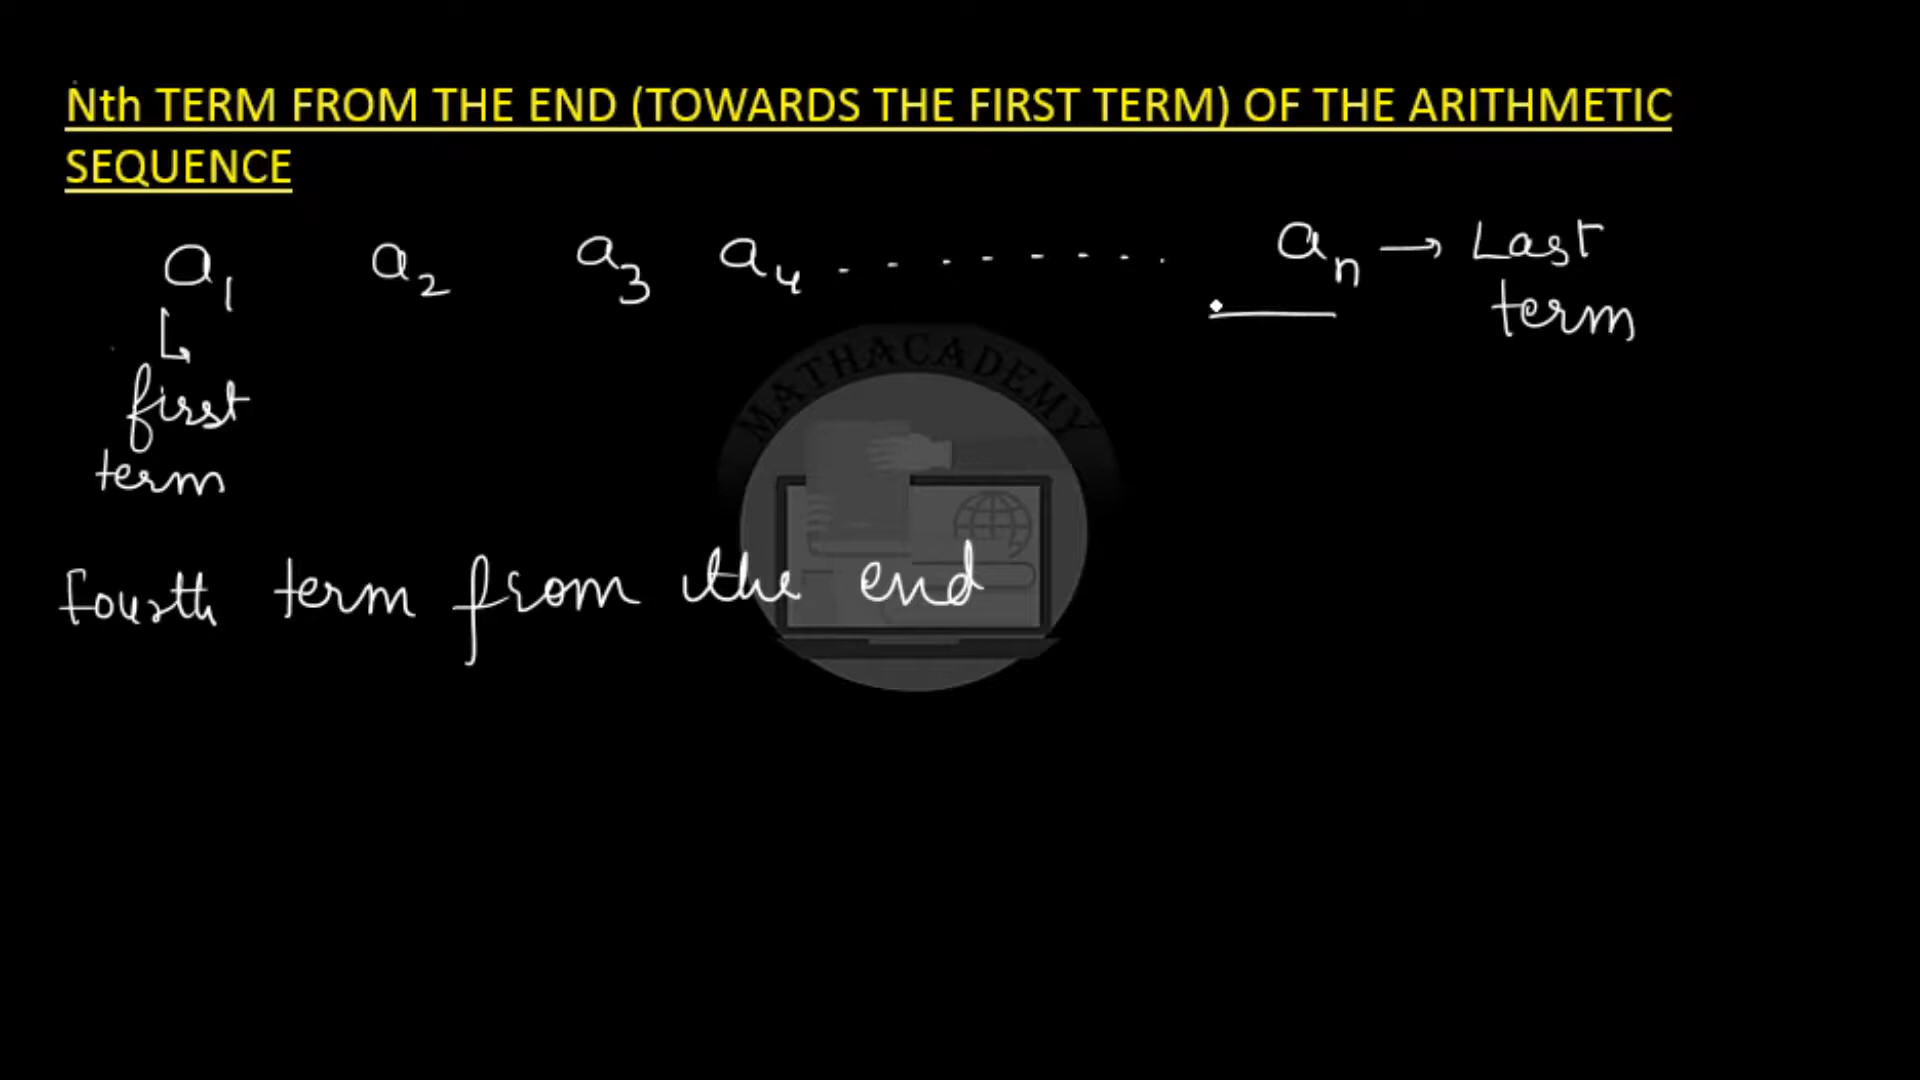 Nth TERM FROM THE END (TOWARDS THE FIRST TERM) OF THE ARITHMETIC
SEQUENCE
a₁ a₂ a₃ a₄ - - - - - - - - aₙ → Last
term
↳
first
term
MATHACADEMY
fourth term from the end